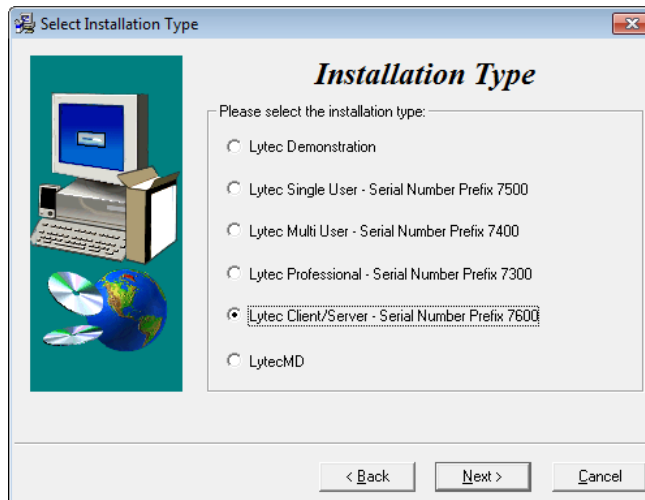 Select Installation Type
Installation Type
Please select the installation type:
Lytec Demonstration
Lytec Single User - Serial Number Prefix 7500
Lytec Multi User - Serial Number Prefix 7400
Lytec Professional - Serial Number Prefix 7300
Lytec Client/Server - Serial Number Prefix 7600
LytecMD
< Back Next > Cancel